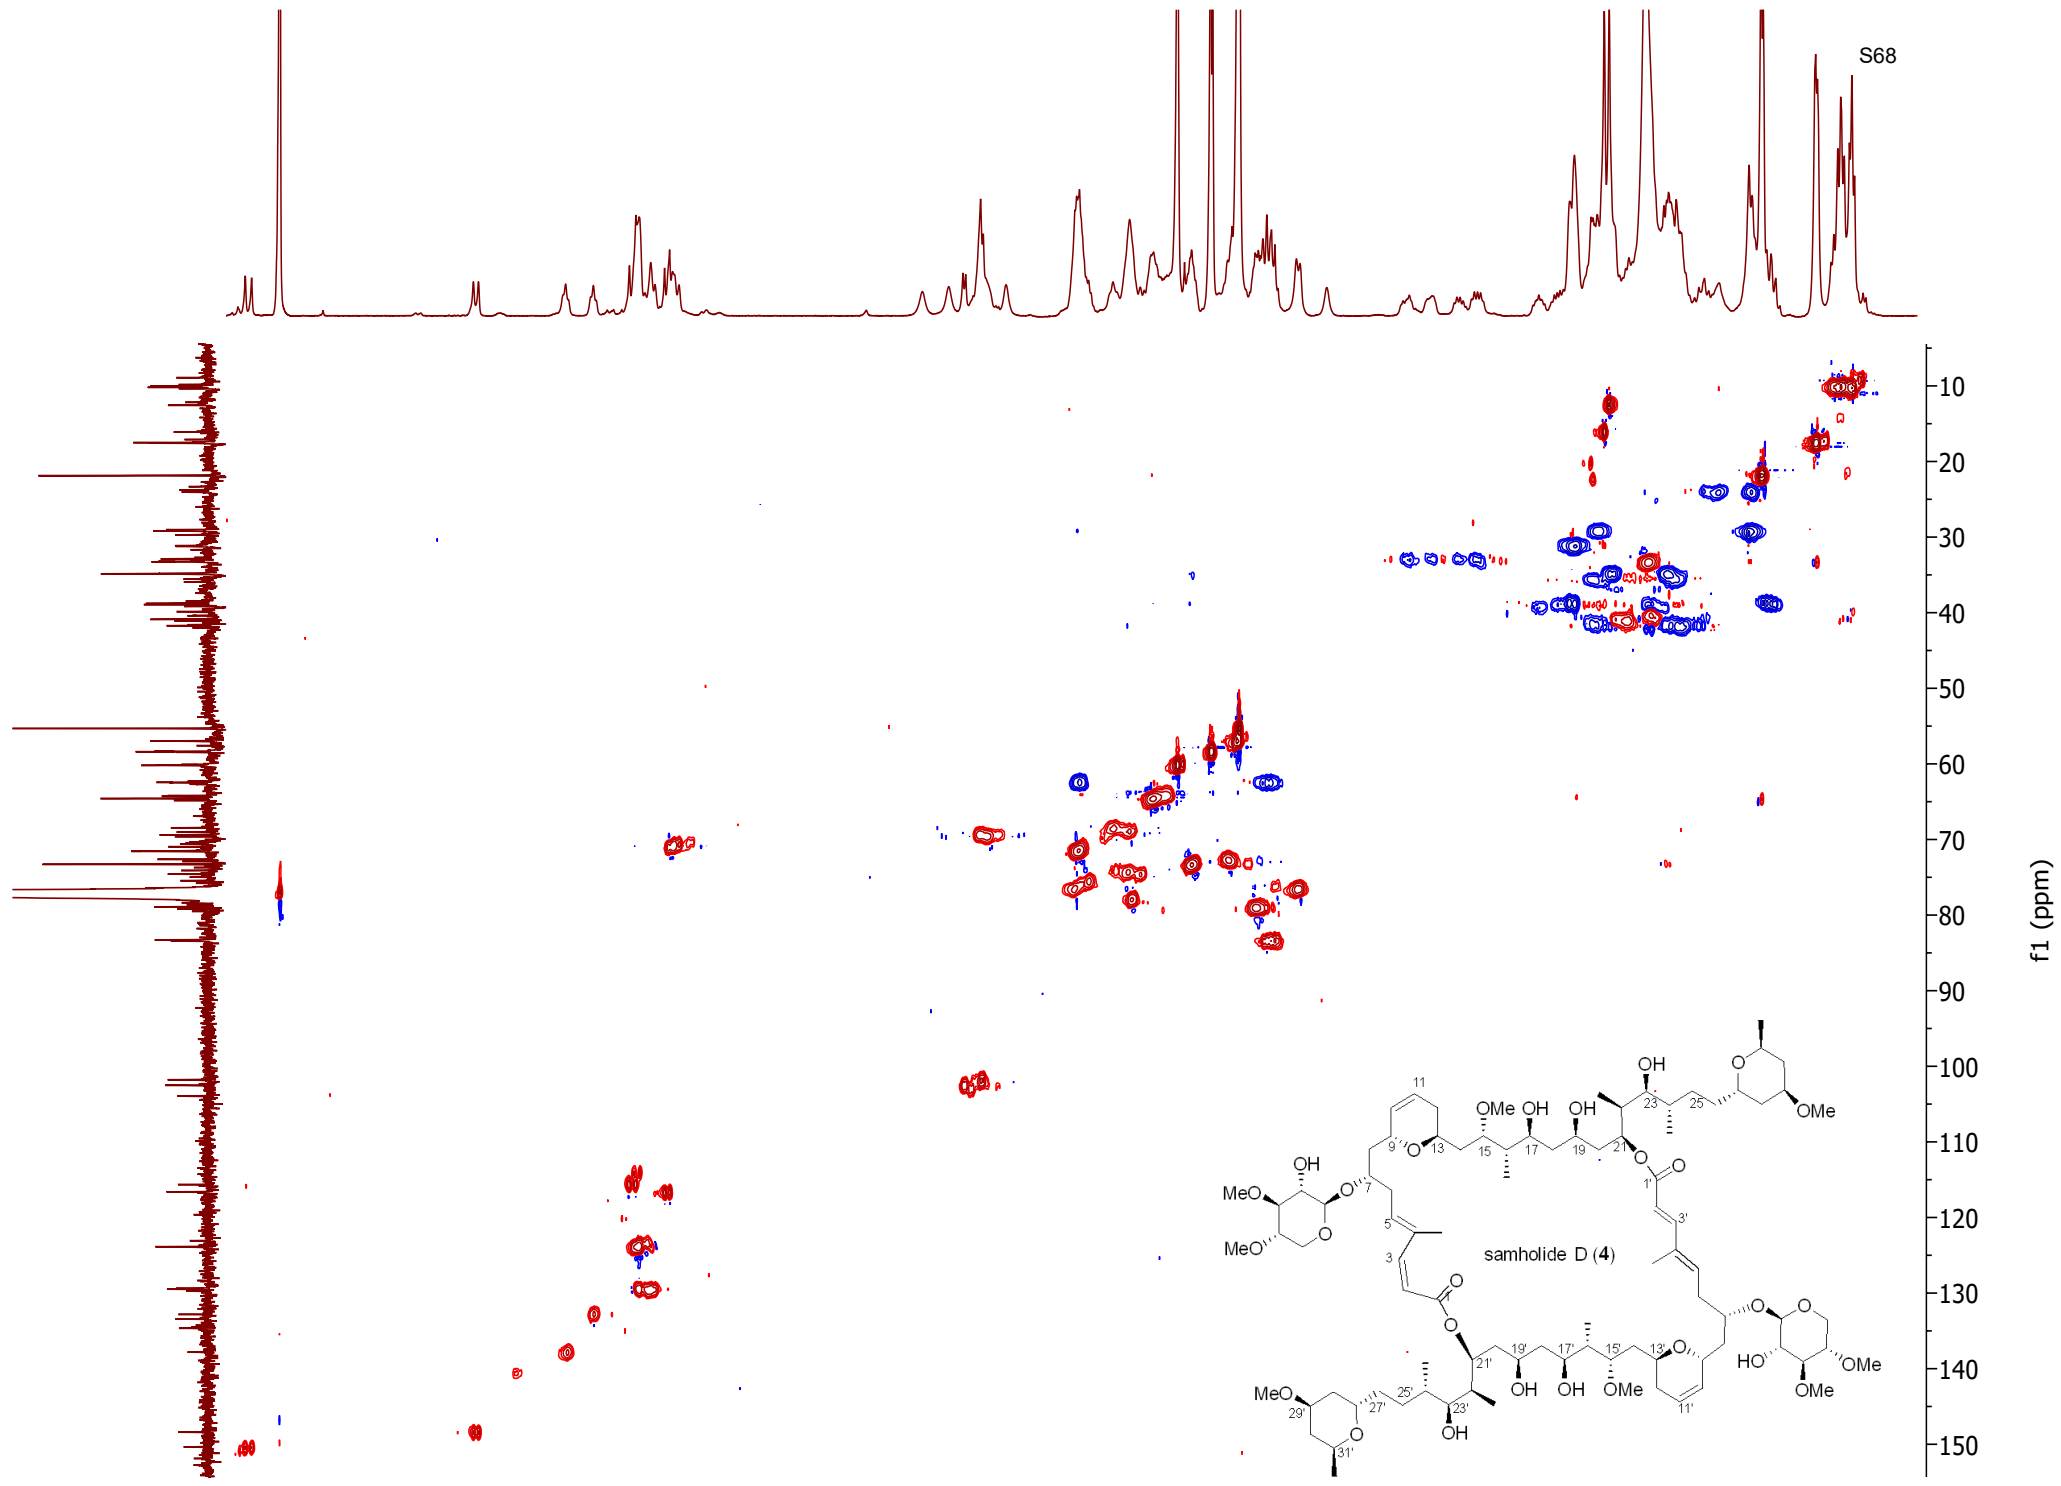 S68
10
20
30
40
50
60
70
80
90
100
110
120
130
140
150
f1 (ppm)
OH
O
11
OMe
OH
OH
23
25
OMe
9
O
13
15
17
19
21
O
OH
O
1'
MeO
O
7
3'
O
5
MeO
samholide D (4)
3
O
O
O
1
O
19'
17'
15'
13'
O
HO
OMe
21'
MeO
25'
OH
OH
OMe
OMe
29'
27'
23'
11'
O
OH
31'